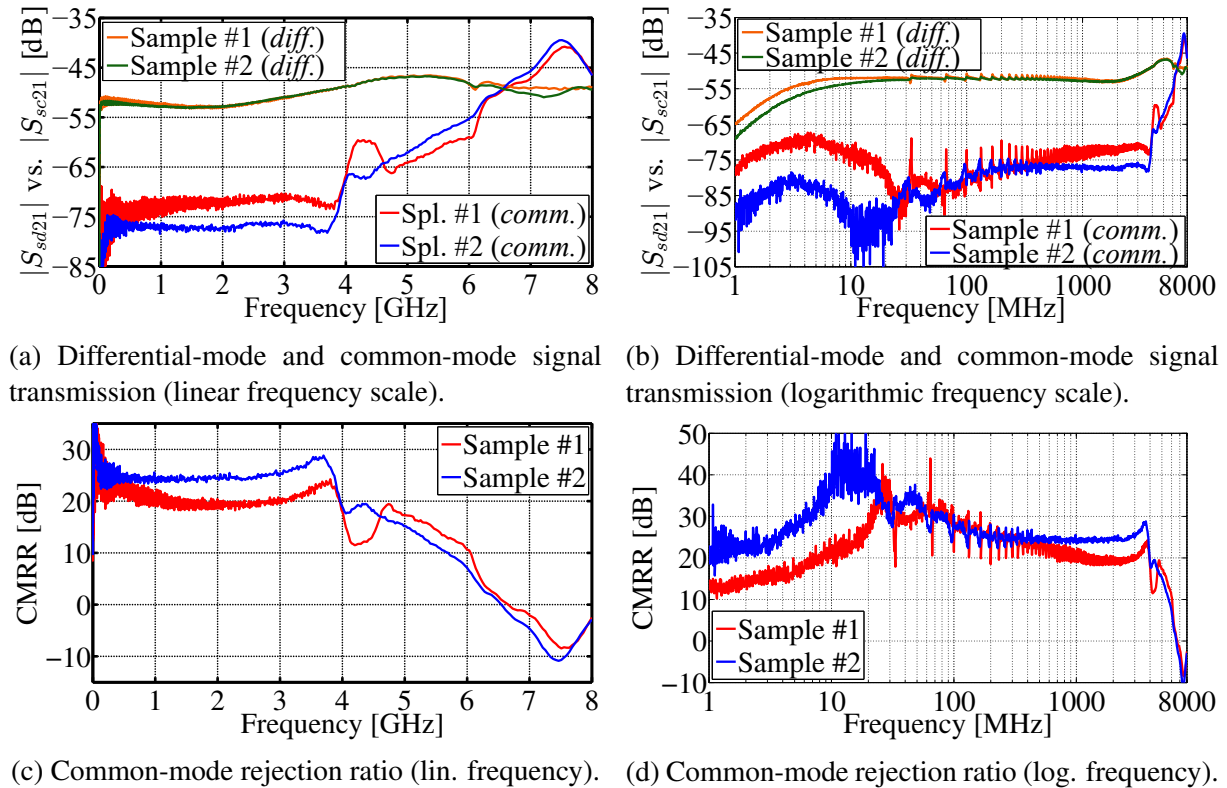 |S_sd21| vs. |S_sc21| [dB]
−35
−45
−55
−65
−75
−85
Sample #1 (diff.)
Sample #2 (diff.)
Spl. #1 (comm.)
Spl. #2 (comm.)
0 1 2 3 4 5 6 7 8
Frequency [GHz]
(a) Differential-mode and common-mode signal
transmission (linear frequency scale).
|S_sd21| vs. |S_sc21| [dB]
−35
−45
−55
−65
−75
−85
−95
−105
Sample #1 (diff.)
Sample #2 (diff.)
Sample #1 (comm.)
Sample #2 (comm.)
1 10 100 1000 8000
Frequency [MHz]
(b) Differential-mode and common-mode signal
transmission (logarithmic frequency scale).
CMRR [dB]
30
20
10
0
−10
Sample #1
Sample #2
0 1 2 3 4 5 6 7 8
Frequency [GHz]
(c) Common-mode rejection ratio (lin. frequency).
CMRR [dB]
50
40
30
20
10
0
−10
Sample #1
Sample #2
1 10 100 1000 8000
Frequency [MHz]
(d) Common-mode rejection ratio (log. frequency).